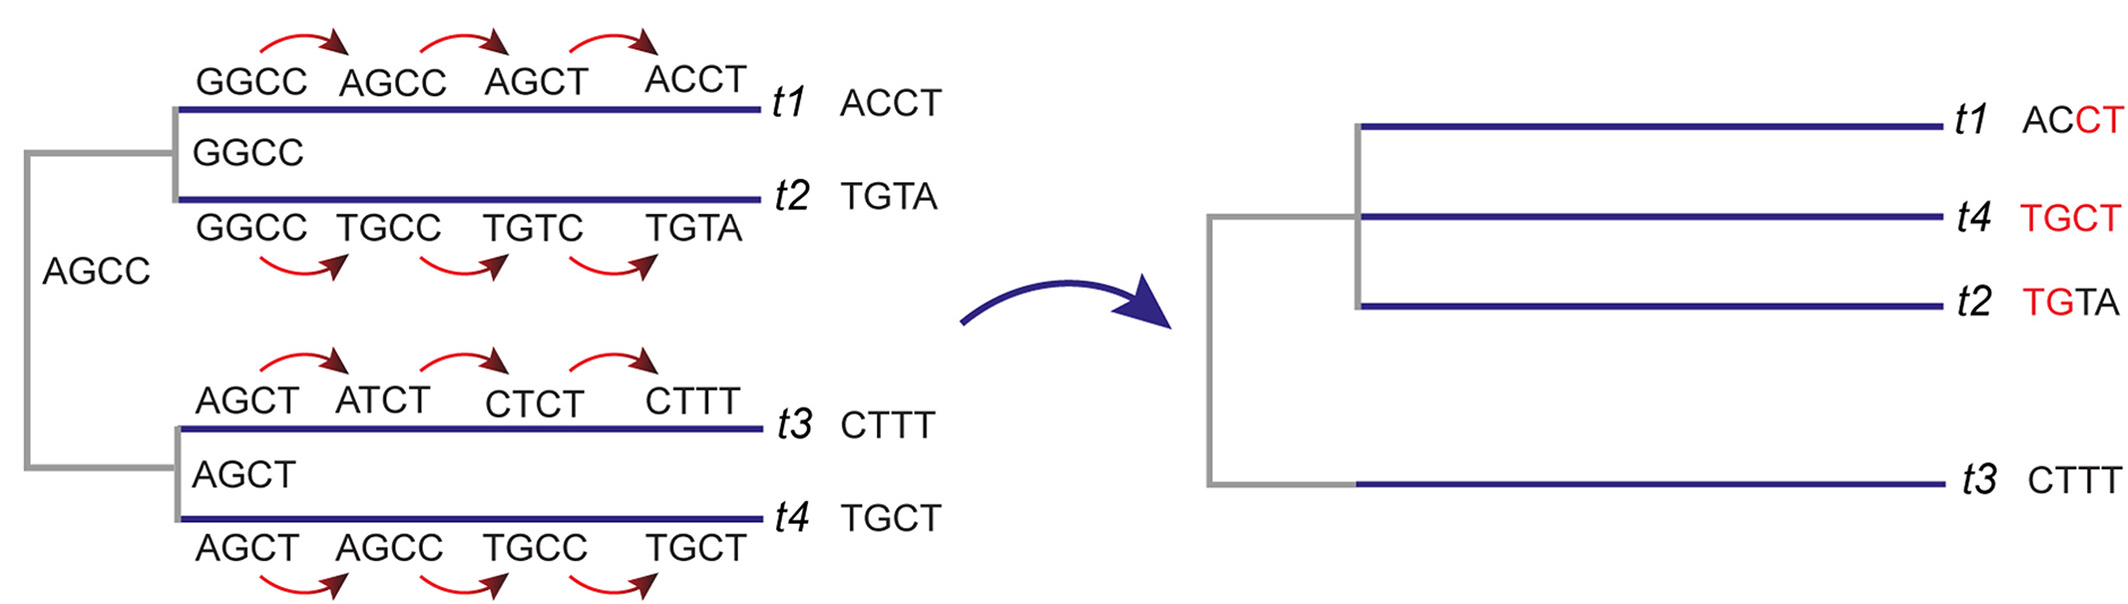 GGCC AGCC AGCT ACCT
t1 ACCT
GGCC
t2 TGTA
GGCC TGCC TGTC TGTA
AGCC
AGCT ATCT CTCT CTTT
t3 CTTT
AGCT
t4 TGCT
AGCT AGCC TGCC TGCT
t1 ACCT
t4 TGCT
t2 TGTA
t3 CTTT